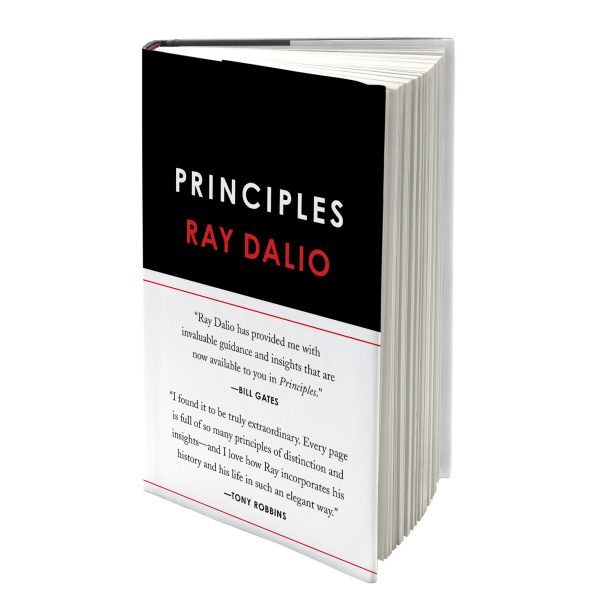 PRINCIPLES
RAY DALIO
“Ray Dalio has provided me with
invaluable guidance and insights that are
now available to you in Principles.”
—BILL GATES
“I found it to be truly extraordinary. Every page
is full of so many principles of distinction and
insights—and I love how Ray incorporates his
history and his life in such an elegant way.”
—TONY ROBBINS